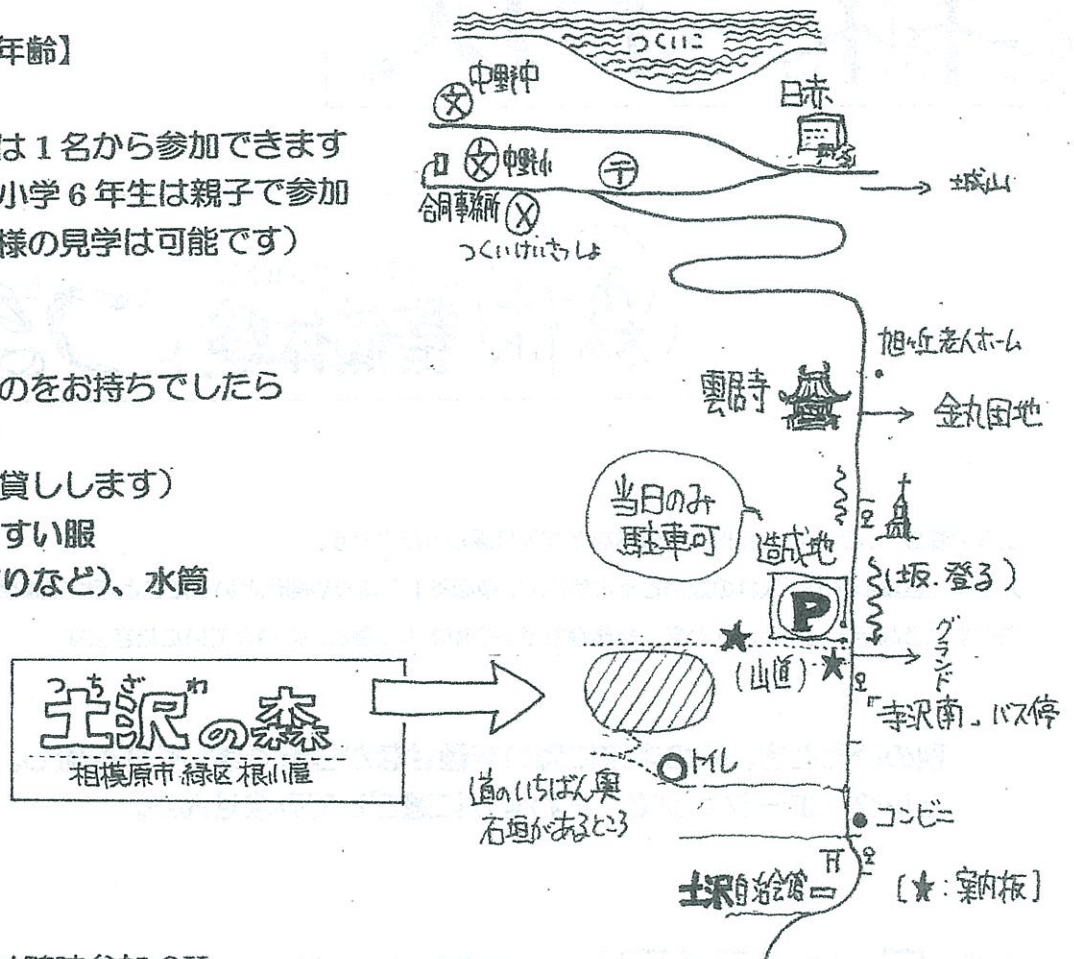 年齢】
は1名から参加できます
小学6年生は親子で参加
様の見学は可能です）
のをお持ちでしたら
貸しします）
すい服
りなど）、水筒
つくいこ
中野中
文
日赤
文
中野小
〒
城山
合同事務所
X
つくいけいさつしょ
旭ヶ丘老人ホーム
雲居寺
金丸団地
当日のみ
駐車可
造成地
P
（坂．登る）
グランド
（山道）
「寺沢南」バス停
つちざわ
土沢の森
相模原市緑区根小屋
トイレ
道のいちばん奥
石垣があるところ
コンビニ
土沢自治会館
［★：案内板］